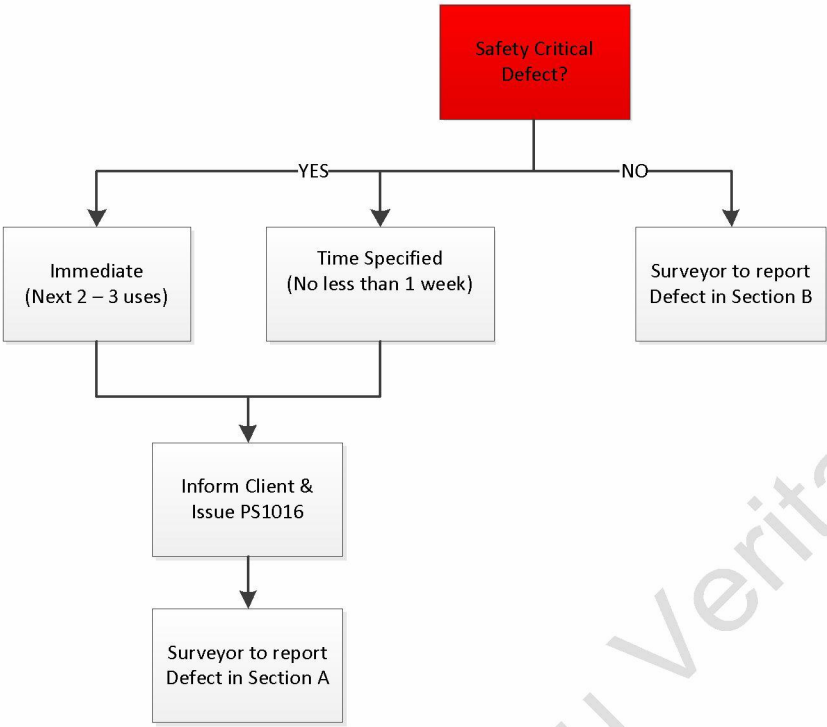 Safety Critical
Defect?
YES
NO
Immediate
(Next 2 – 3 uses)
Time Specified
(No less than 1 week)
Surveyor to report
Defect in Section B
Inform Client &
Issue PS1016
Surveyor to report
Defect in Section A